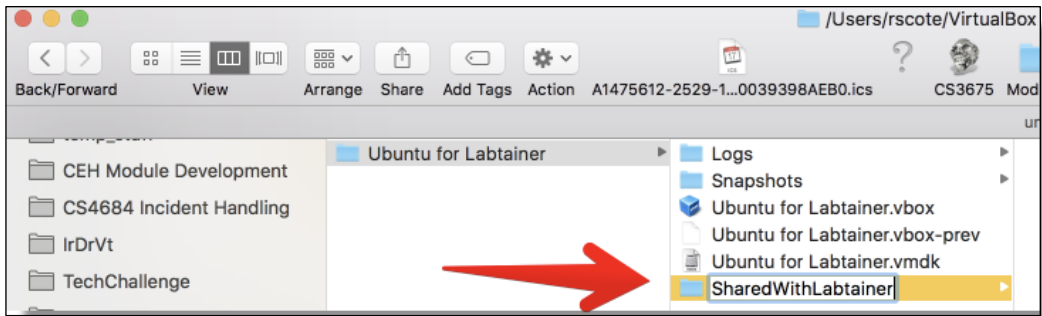 /Users/rscote/VirtualBox
Back/Forward View Arrange Share Add Tags Action A1475612-2529-1...0039398AEB0.ics CS3675 Mod
ur
Ubuntu for Labtainer
Logs
CEH Module Development
Snapshots
CS4684 Incident Handling
Ubuntu for Labtainer.vbox
IrDrVt
Ubuntu for Labtainer.vbox-prev
Ubuntu for Labtainer.vmdk
TechChallenge
SharedWithLabtainer